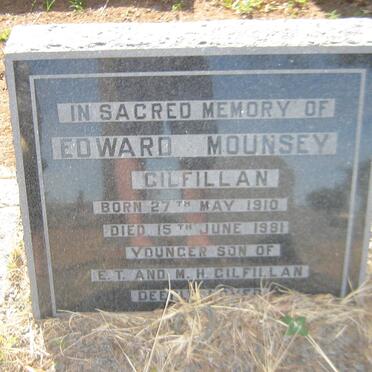 IN SACRED MEMORY OF
EDWARD MOUNSEY
GILFILLAN
BORN 27TH MAY 1910
DIED 15TH JUNE 1981
YOUNGER SON OF
E.T. AND M.H. GILFILLAN